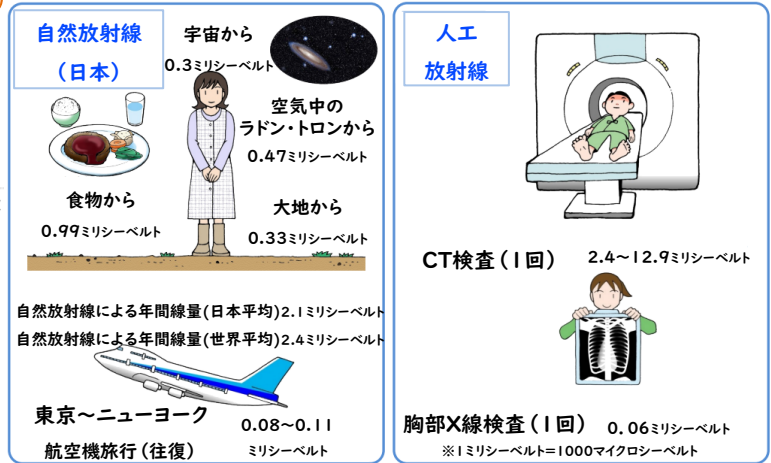 自然放射線
(日本)
宇宙から
0.3ミリシーベルト
空気中の
ラドン・トロンから
0.47ミリシーベルト
食物から
0.99ミリシーベルト
大地から
0.33ミリシーベルト
自然放射線による年間線量(日本平均)2.1ミリシーベルト
自然放射線による年間線量(世界平均)2.4ミリシーベルト
東京～ニューヨーク
航空機旅行(往復)
0.08～0.11
ミリシーベルト
人工
放射線
CT検査(1回) 2.4～12.9ミリシーベルト
胸部X線検査(1回) 0.06ミリシーベルト
※1ミリシーベルト=1000マイクロシーベルト